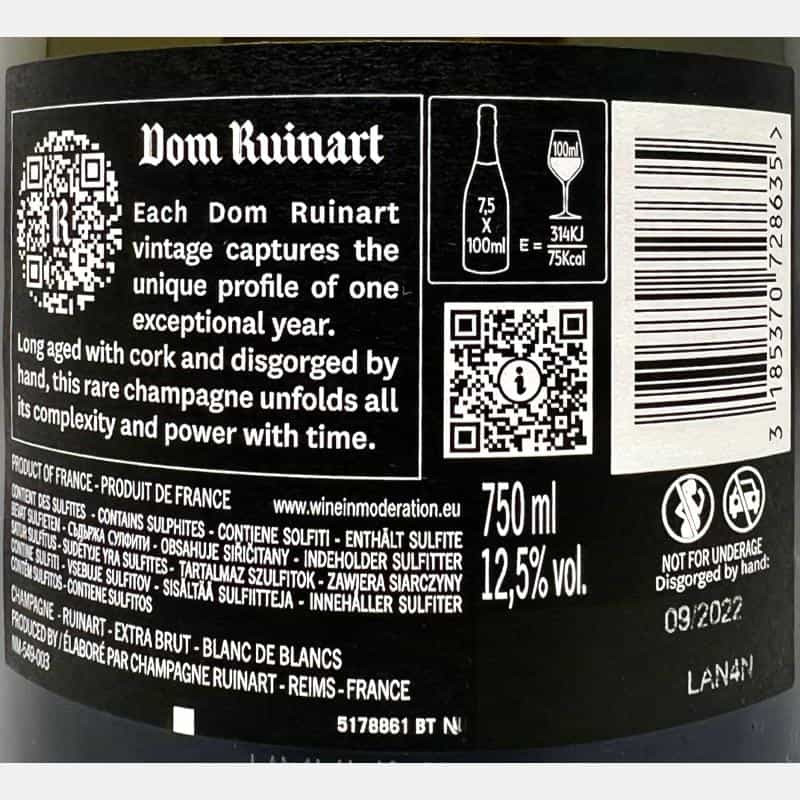 Dom Ruinart
R
Each Dom Ruinart
vintage captures the
unique profile of one
exceptional year.
Long aged with cork and disgorged by
hand, this rare champagne unfolds all
its complexity and power with time.
7,5
X
100ml
100ml
E = 314KJ
75Kcal
i
3 185370 728635 >
PRODUCT OF FRANCE - PRODUIT DE FRANCE
www.wineinmoderation.eu
CONTIENT DES SULFITES - CONTAINS SULPHITES - CONTIENE SOLFITI - ENTHÄLT SULFITE
BEVAT SULFIETEN - СЪДЪРЖА СУЛФИТИ - OBSAHUJE SIŘIČITANY - INDEHOLDER SULFITTER
SATUR SULFĪTUS - SUDĖTYJE YRA SULFITES - TARTALMAZ SZULFITOK - ZAWJERA SIARCZYNY
CONTINE SULFITI - VSEBUJE SULFITOV - SISÄLTÄÄ SULFIITTEJA - INNEHÅLLER SULFITER
CONTÉM SULFITOS - CONTIENE SULFITOS
CHAMPAGNE - RUINART - EXTRA BRUT - BLANC DE BLANCS
PRODUCED BY / ÉLABORÉ PAR CHAMPAGNE RUINART - REIMS - FRANCE
NM-549-003
5178861 BT
750 ml
12,5% vol.
NOT FOR UNDERAGE
Disgorged by hand:
09/2022
LAN4N